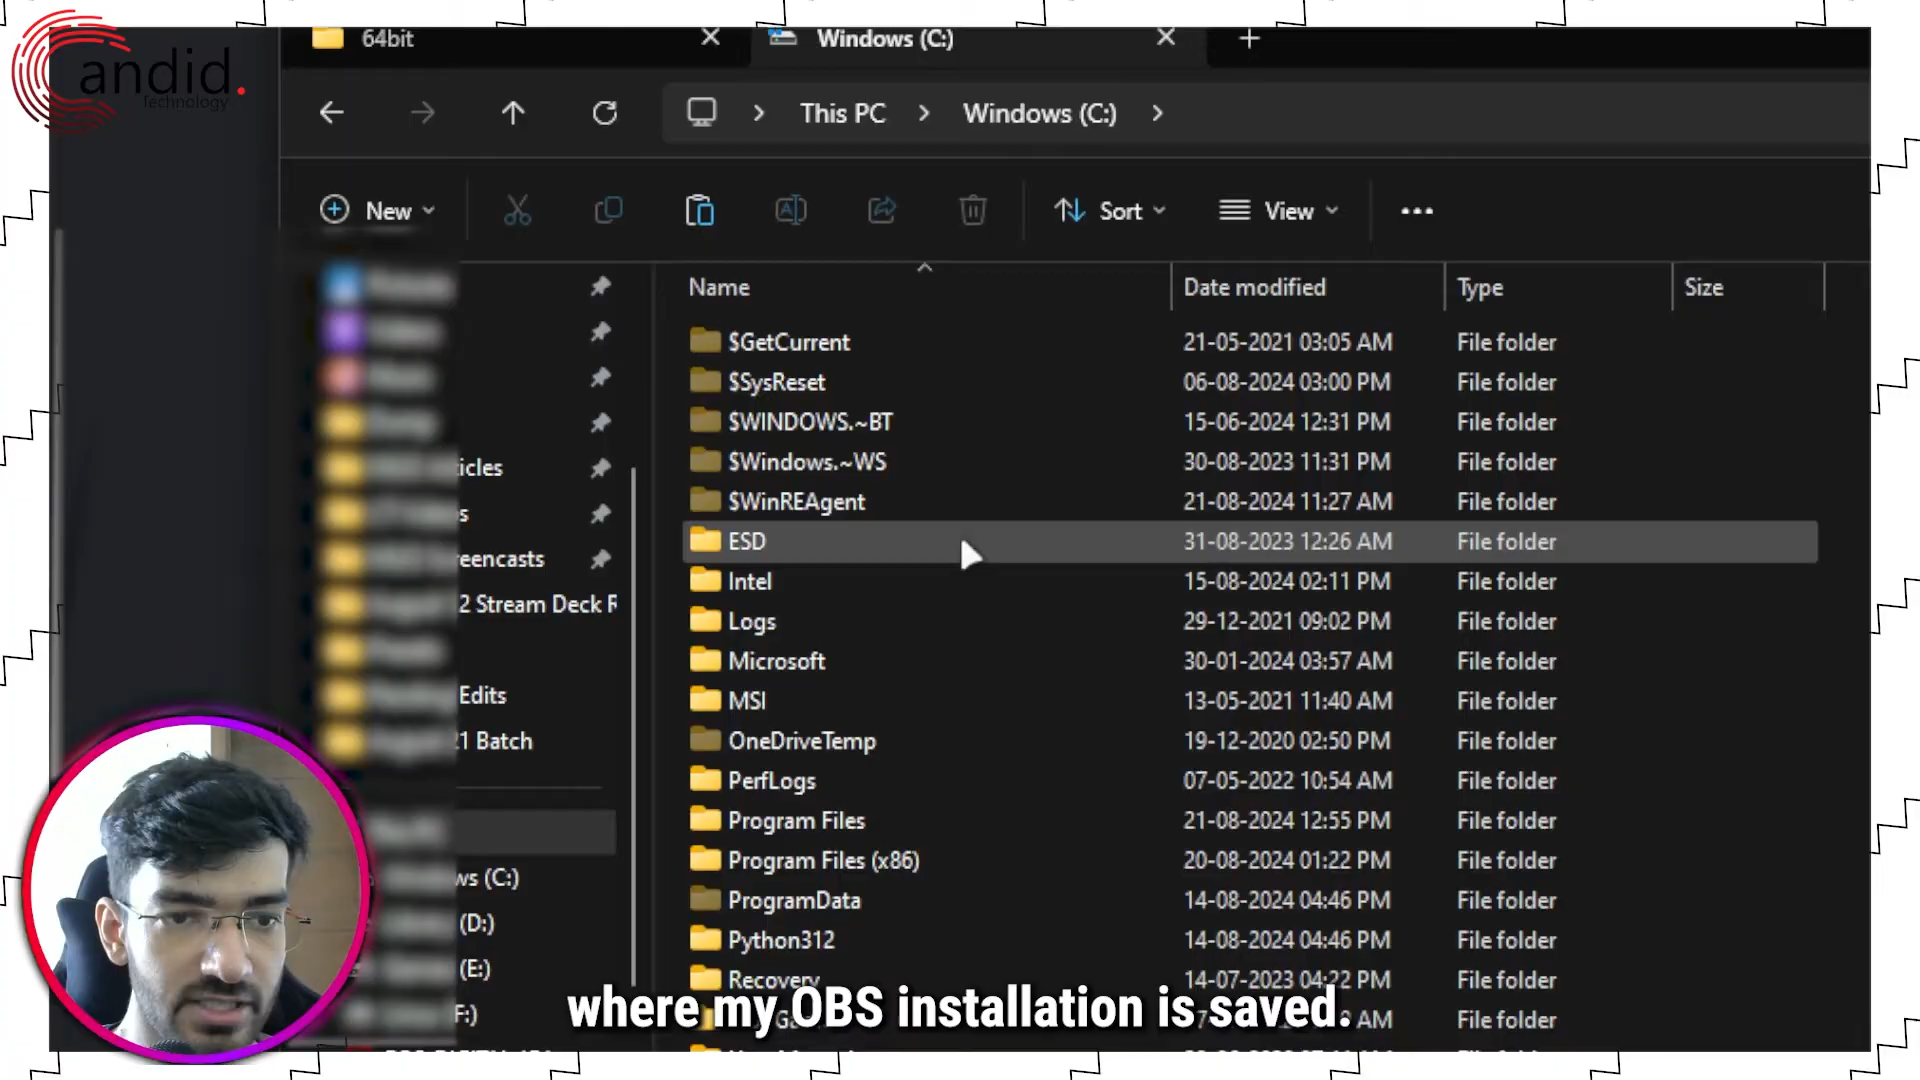 andid.
Technology
64bit
Windows (C:)
This PC
Windows (C:)
New
Sort
View
Name
Date modified
Type
Size
icles
s
eencasts
2 Stream Deck R
Edits
21 Batch
ws (C:)
(D:)
(E:)
F:)
$GetCurrent 21-05-2021 03:05 AM File folder
$SysReset 06-08-2024 03:00 PM File folder
$WINDOWS.~BT 15-06-2024 12:31 PM File folder
$Windows.~WS 30-08-2023 11:31 PM File folder
$WinREAgent 21-08-2024 11:27 AM File folder
ESD 31-08-2023 12:26 AM File folder
Intel 15-08-2024 02:11 PM File folder
Logs 29-12-2021 09:02 PM File folder
Microsoft 30-01-2024 03:57 AM File folder
MSI 13-05-2021 11:40 AM File folder
OneDriveTemp 19-12-2020 02:50 PM File folder
PerfLogs 07-05-2022 10:54 AM File folder
Program Files 21-08-2024 12:55 PM File folder
Program Files (x86) 20-08-2024 01:22 PM File folder
ProgramData 14-08-2024 04:46 PM File folder
Python312 14-08-2024 04:46 PM File folder
Recovery 14-07-2023 04:22 PM File folder
File folder
where my OBS installation is saved.